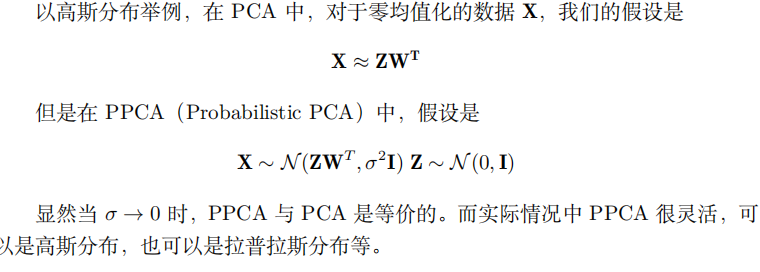 以高斯分布举例，在 PCA 中，对于零均值化的数据 X，我们的假设是
X ≈ ZWᵀ
但是在 PPCA（Probabilistic PCA）中，假设是
X ∼ 𝒩(ZWᵀ, σ²I) Z ∼ 𝒩(0, I)
显然当 σ → 0 时，PPCA 与 PCA 是等价的。而实际情况中 PPCA 很灵活，可
以是高斯分布，也可以是拉普拉斯分布等。